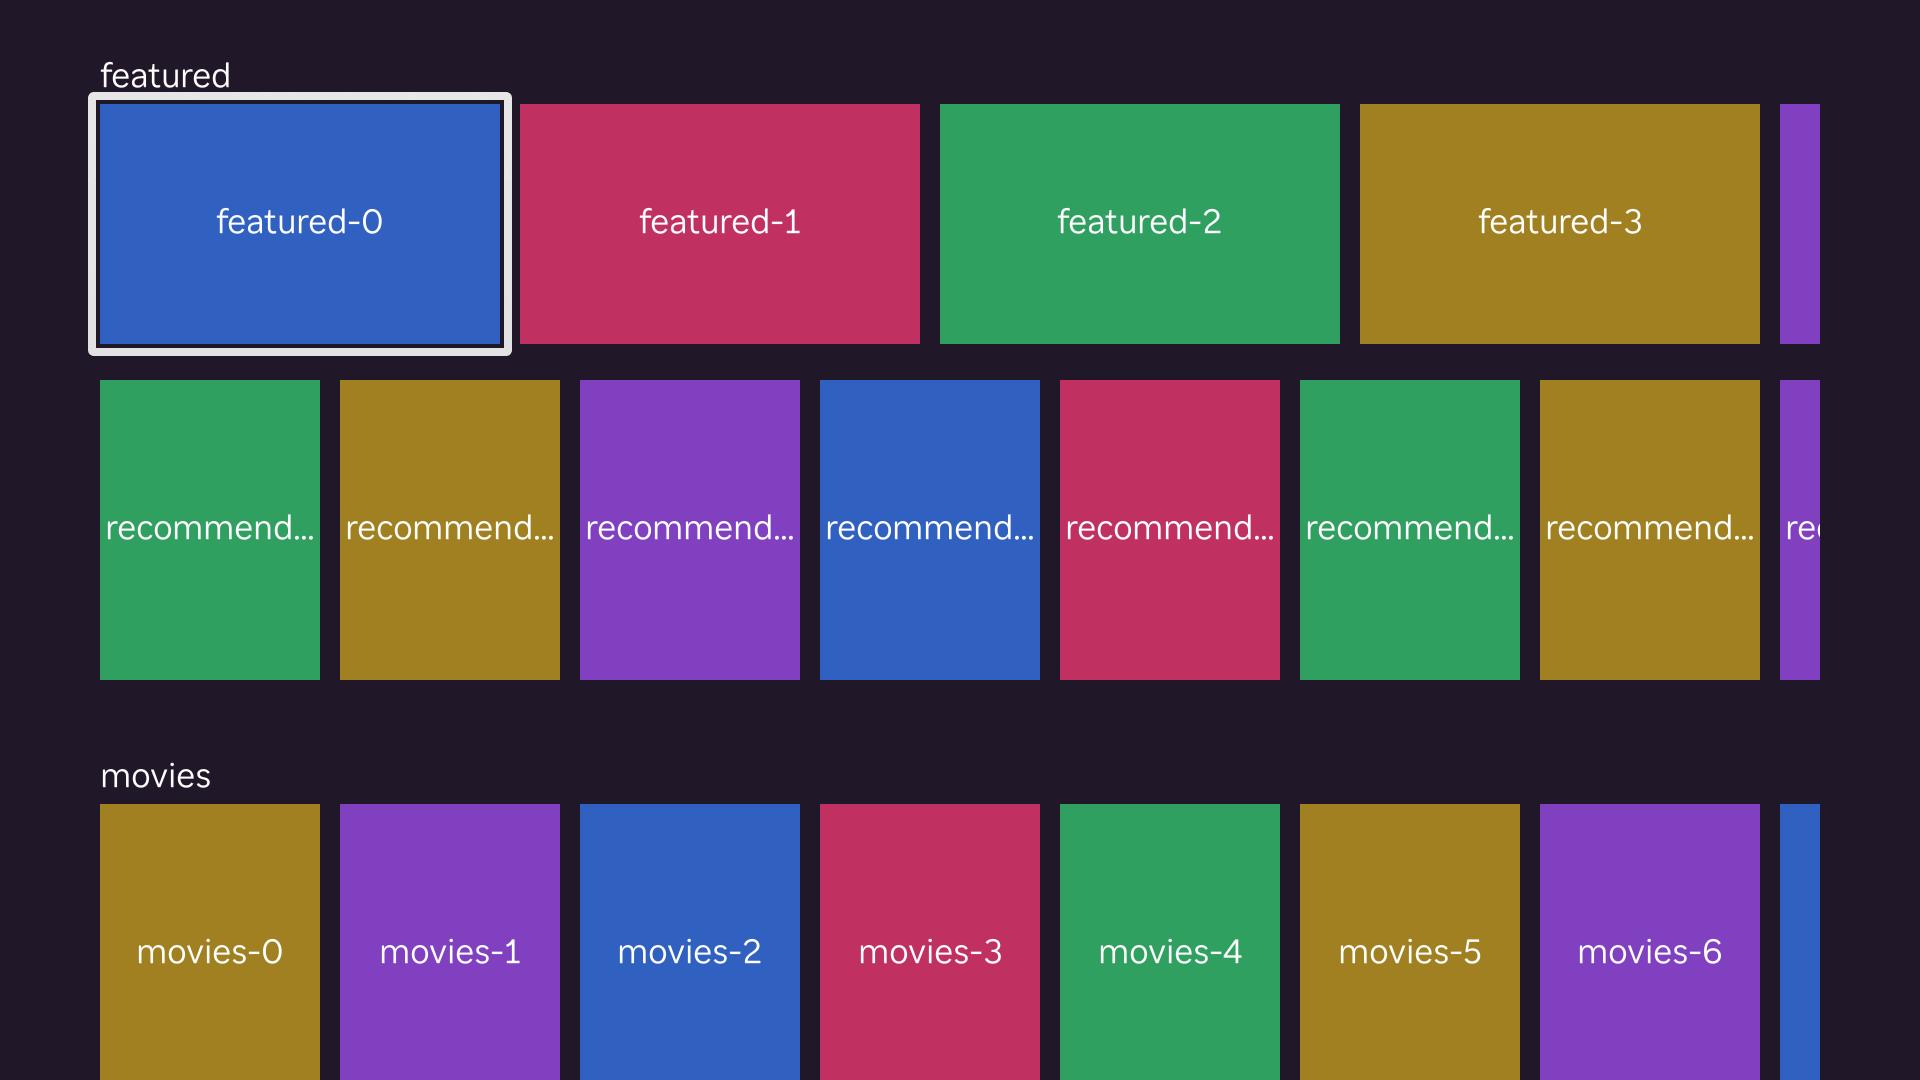 featured
featured-0 featured-1 featured-2 featured-3
recommend... recommend... recommend... recommend... recommend... recommend... recommend...
movies
movies-0 movies-1 movies-2 movies-3 movies-4 movies-5 movies-6